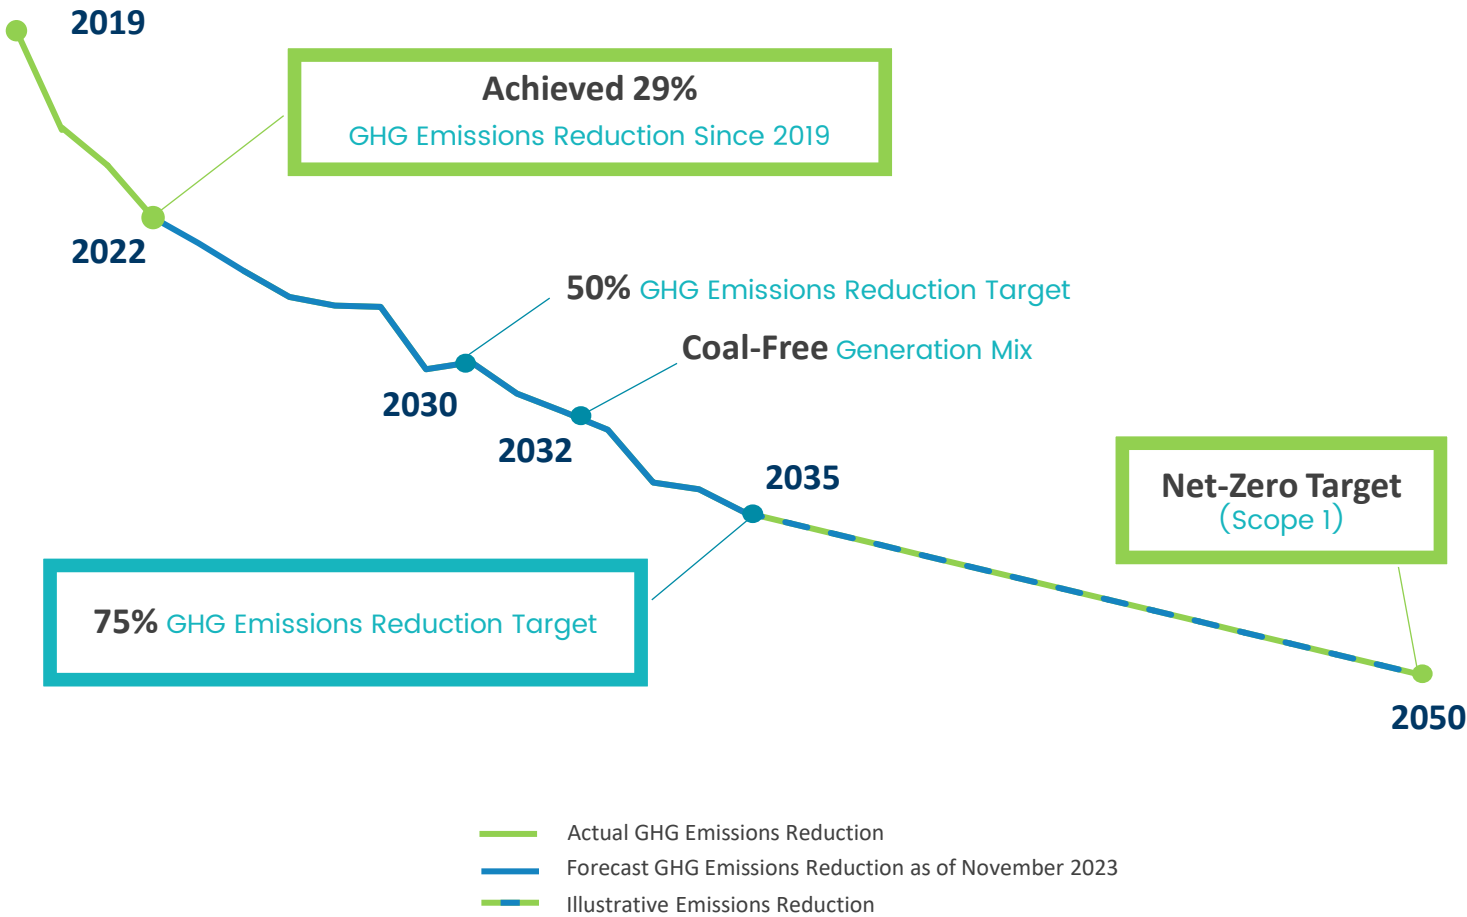 2019
Achieved 29%
GHG Emissions Reduction Since 2019
2022
50% GHG Emissions Reduction Target
Coal-Free Generation Mix
2030
2032
2035
Net-Zero Target
(Scope 1)
75% GHG Emissions Reduction Target
2050
Actual GHG Emissions Reduction
Forecast GHG Emissions Reduction as of November 2023
Illustrative Emissions Reduction